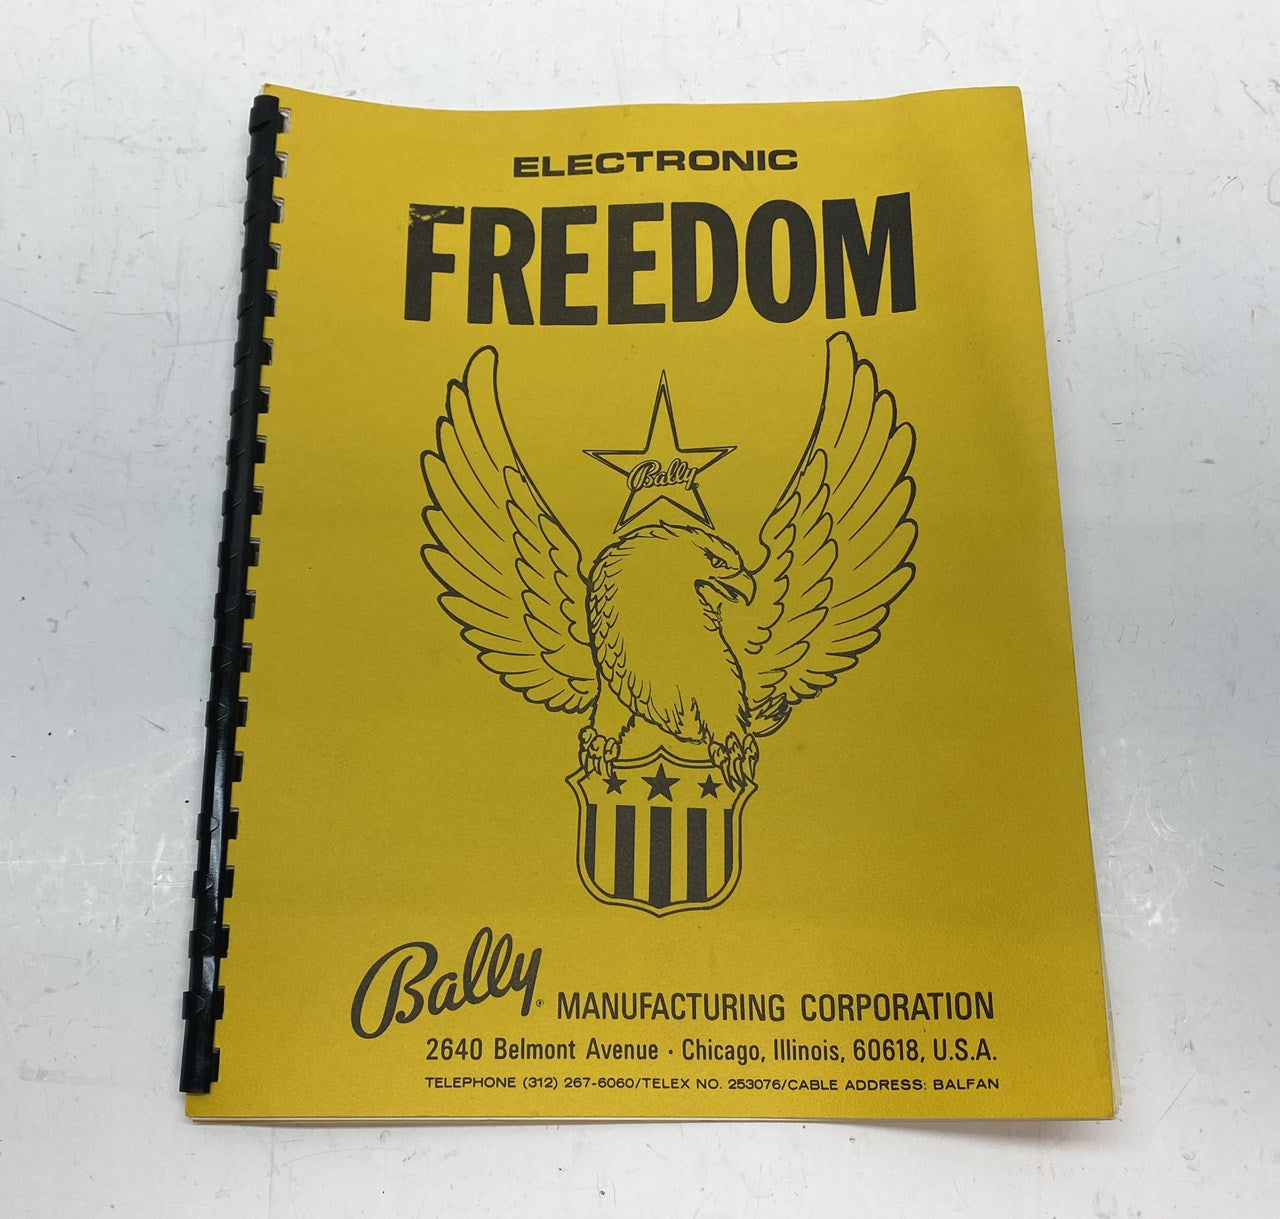 ELECTRONIC
FREEDOM
Bally
Bally® MANUFACTURING CORPORATION
2640 Belmont Avenue · Chicago, Illinois, 60618, U.S.A.
TELEPHONE (312) 267-6060/TELEX NO. 253076/CABLE ADDRESS: BALFAN